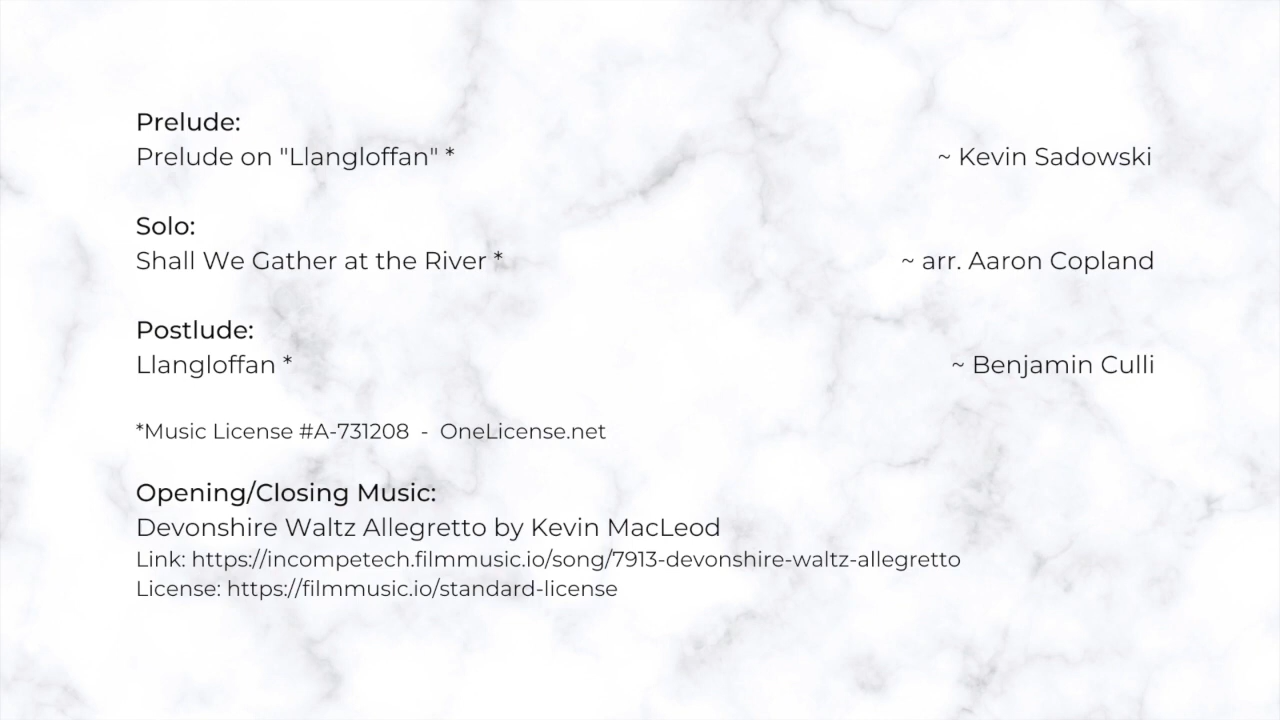 Prelude:
Prelude on "Llangloffan" * ~ Kevin Sadowski
Solo:
Shall We Gather at the River * ~ arr. Aaron Copland
Postlude:
Llangloffan * ~ Benjamin Culli
*Music License #A-731208 - OneLicense.net
Opening/Closing Music:
Devonshire Waltz Allegretto by Kevin MacLeod
Link: https://incompetech.filmmusic.io/song/7913-devonshire-waltz-allegretto
License: https://filmmusic.io/standard-license